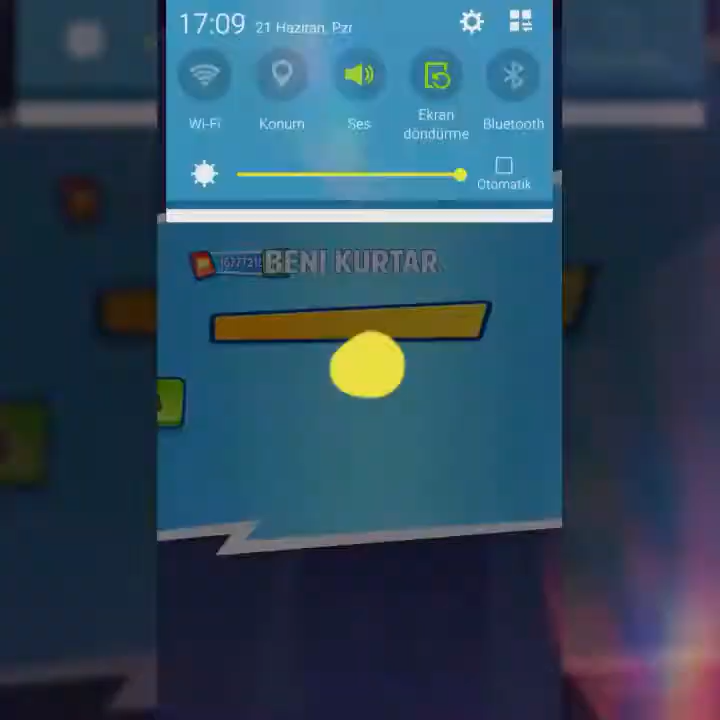 17:09 21 Haziran, Pzr
Wi-Fi Konum Ses Ekran döndürme Bluetooth
Otomatik
BENİ KURTAR